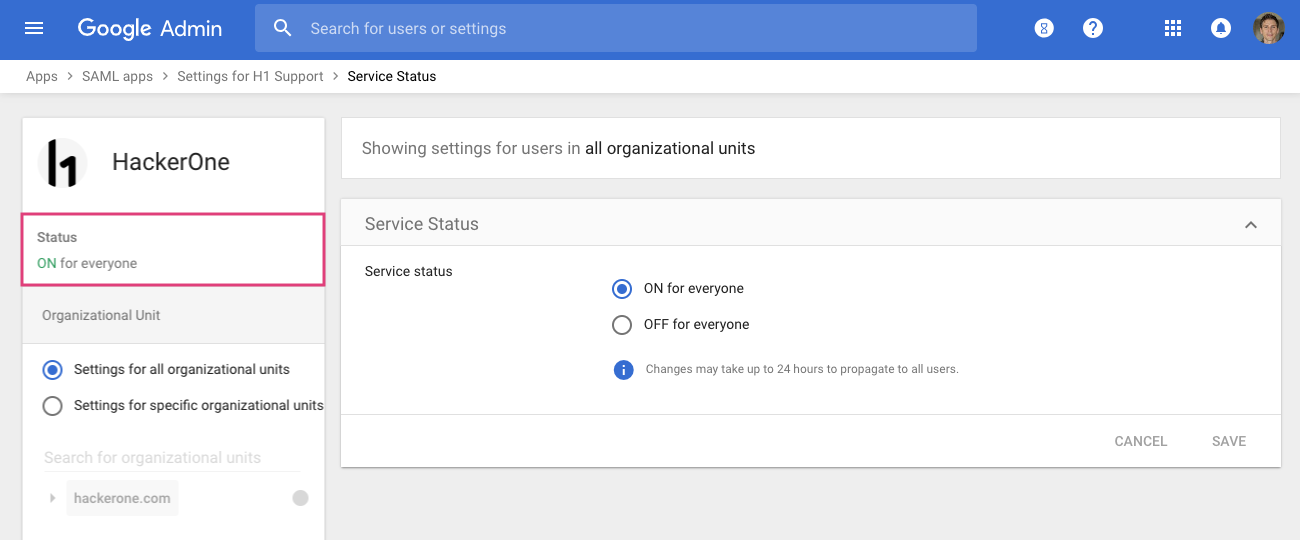 Google Admin
Search for users or settings
Apps > SAML apps > Settings for H1 Support > Service Status
h1
HackerOne
Status
ON for everyone
Organizational Unit
Settings for all organizational units
Settings for specific organizational units
Search for organizational units
hackerone.com
Showing settings for users in all organizational units
Service Status
Service status
ON for everyone
OFF for everyone
Changes may take up to 24 hours to propagate to all users.
CANCEL SAVE